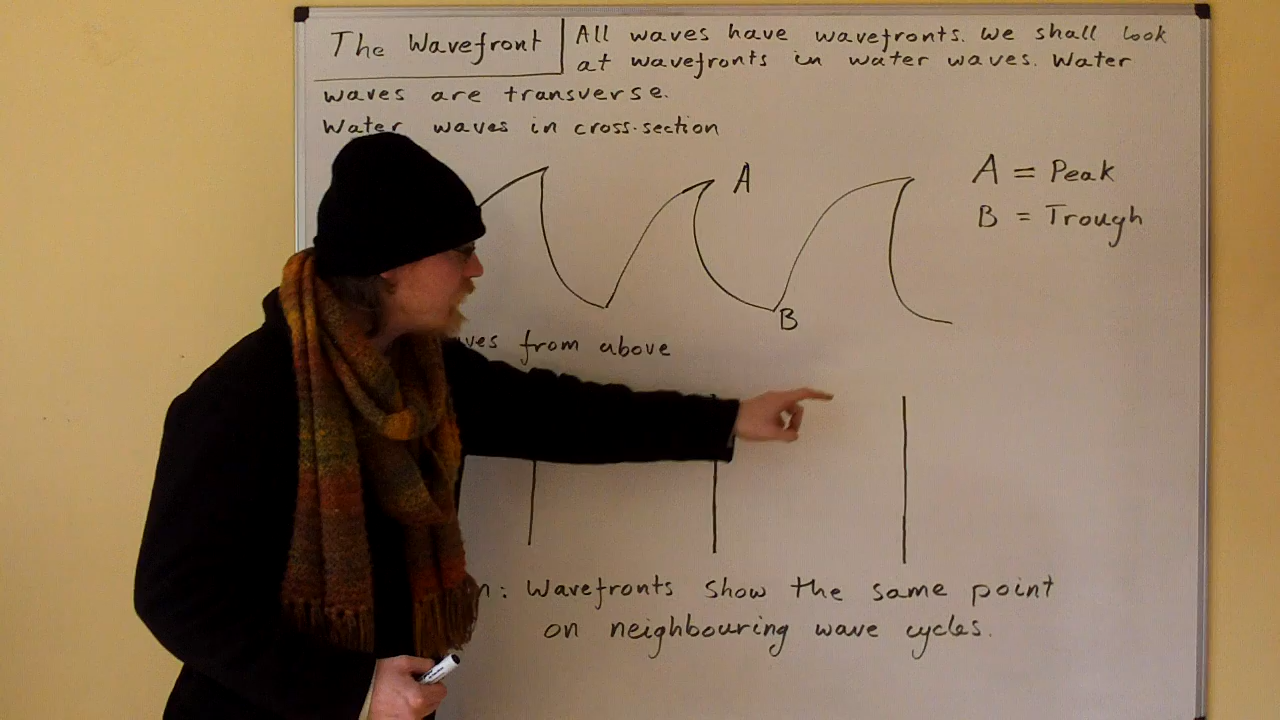 The Wavefront
All waves have wavefronts. We shall look
at wavefronts in water waves. Water
waves are transverse.
Water waves in cross-section
A
A = Peak
B = Trough
B
from above
: Wavefronts show the same point
on neighbouring wave cycles.